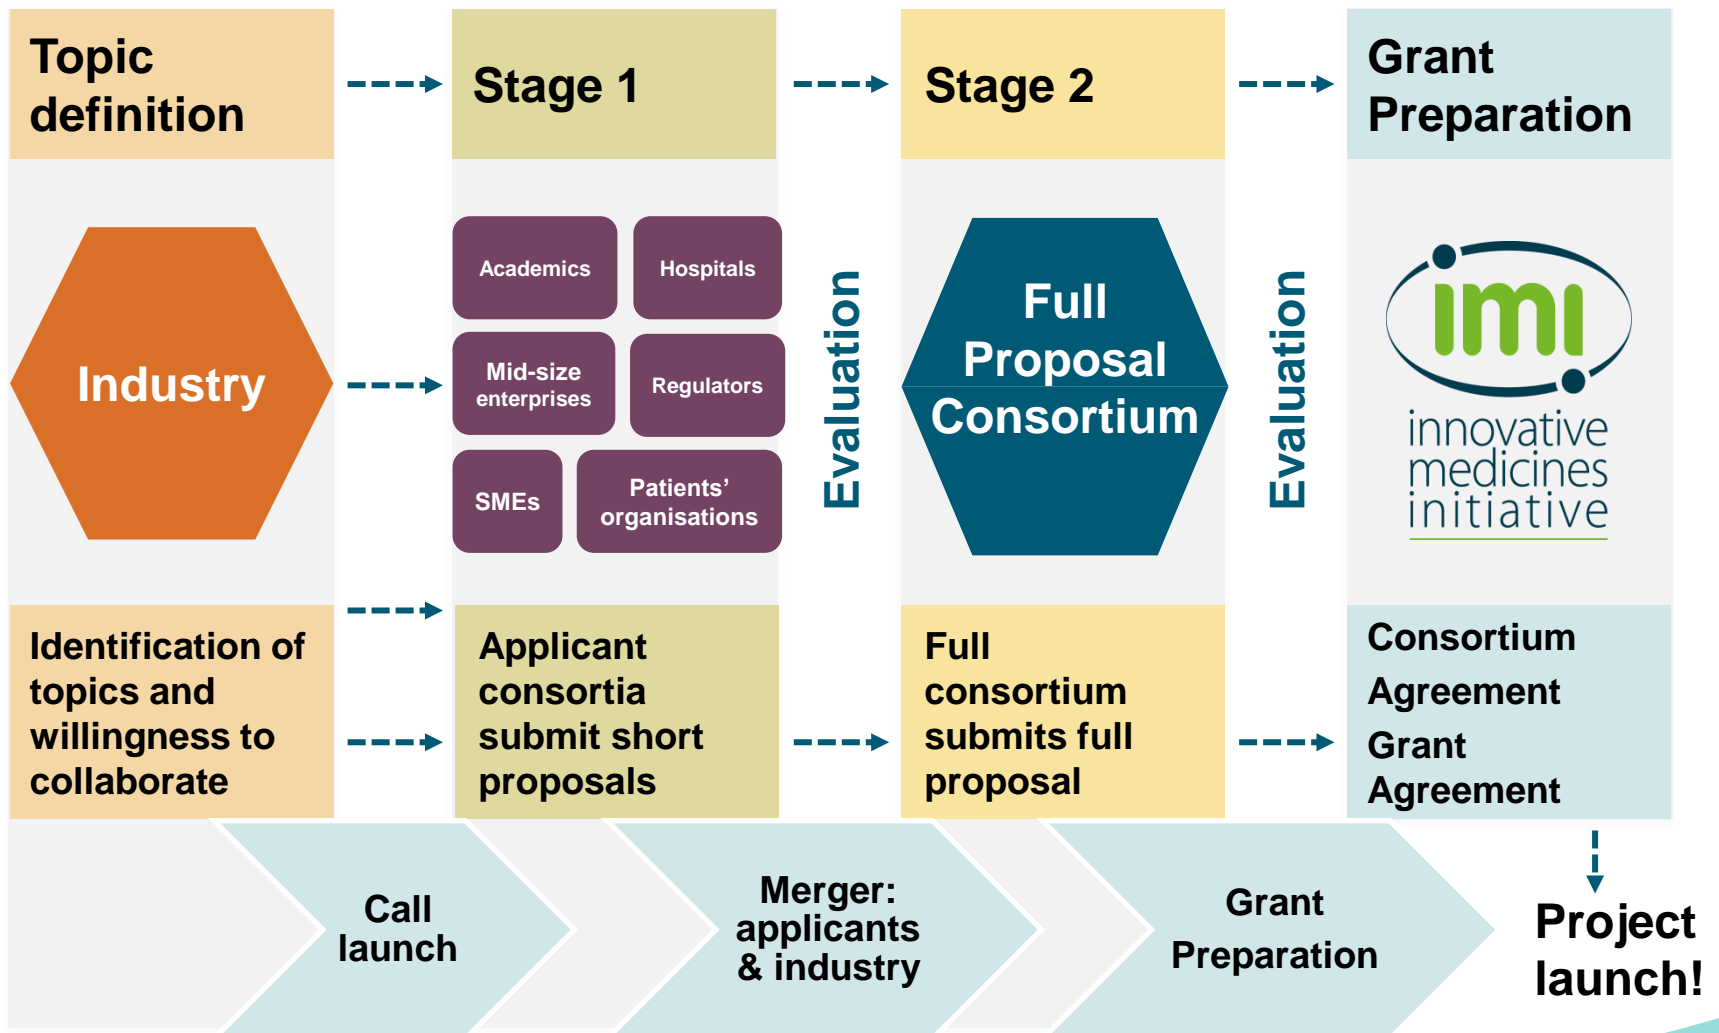 Topic
definition
Stage 1
Stage 2
Grant
Preparation
Industry
Academics
Hospitals
Mid-size
enterprises
Regulators
SMEs
Patients’
organisations
Evaluation
Full
Proposal
Consortium
Evaluation
imi
innovative
medicines
initiative
Identification of
topics and
willingness to
collaborate
Applicant
consortia
submit short
proposals
Full
consortium
submits full
proposal
Consortium
Agreement
Grant
Agreement
Call
launch
Merger:
applicants
& industry
Grant
Preparation
Project
launch!